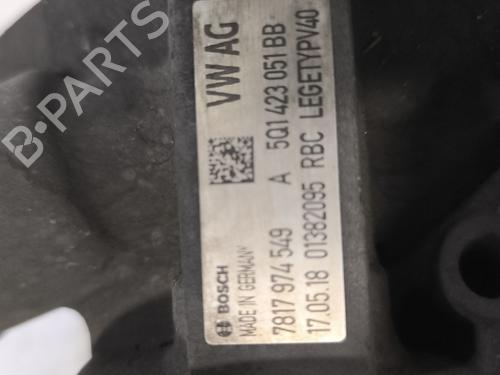 VW AG
5Q1 423 051 BB
A
RBC LEGETYPV40
BOSCH
MADE IN GERMANY
7817 974 549
17.05.18 01382095
B-PARTS